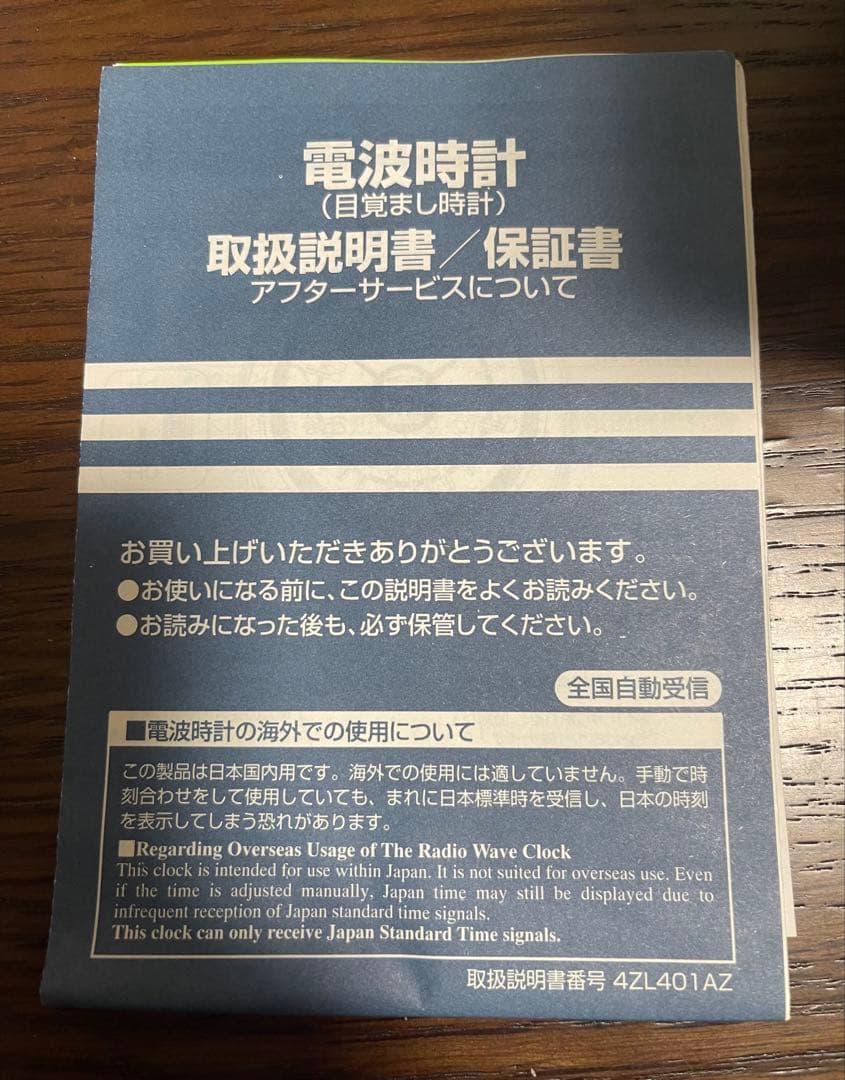 電波時計
（目覚まし時計）
取扱説明書／保証書
アフターサービスについて
お買い上げいただきありがとうございます。
●お使いになる前に、この説明書をよくお読みください。
●お読みになった後も、必ず保管してください。
全国自動受信
■電波時計の海外での使用について
この製品は日本国内用です。海外での使用には適していません。手動で時
刻合わせをして使用していても、まれに日本標準時を受信し、日本の時刻
を表示してしまう恐れがあります。
■Regarding Overseas Usage of The Radio Wave Clock
This clock is intended for use within Japan. It is not suited for overseas use. Even
if the time is adjusted manually, Japan time may still be displayed due to
infrequent reception of Japan standard time signals.
This clock can only receive Japan Standard Time signals.
取扱説明書番号 4ZL401AZ